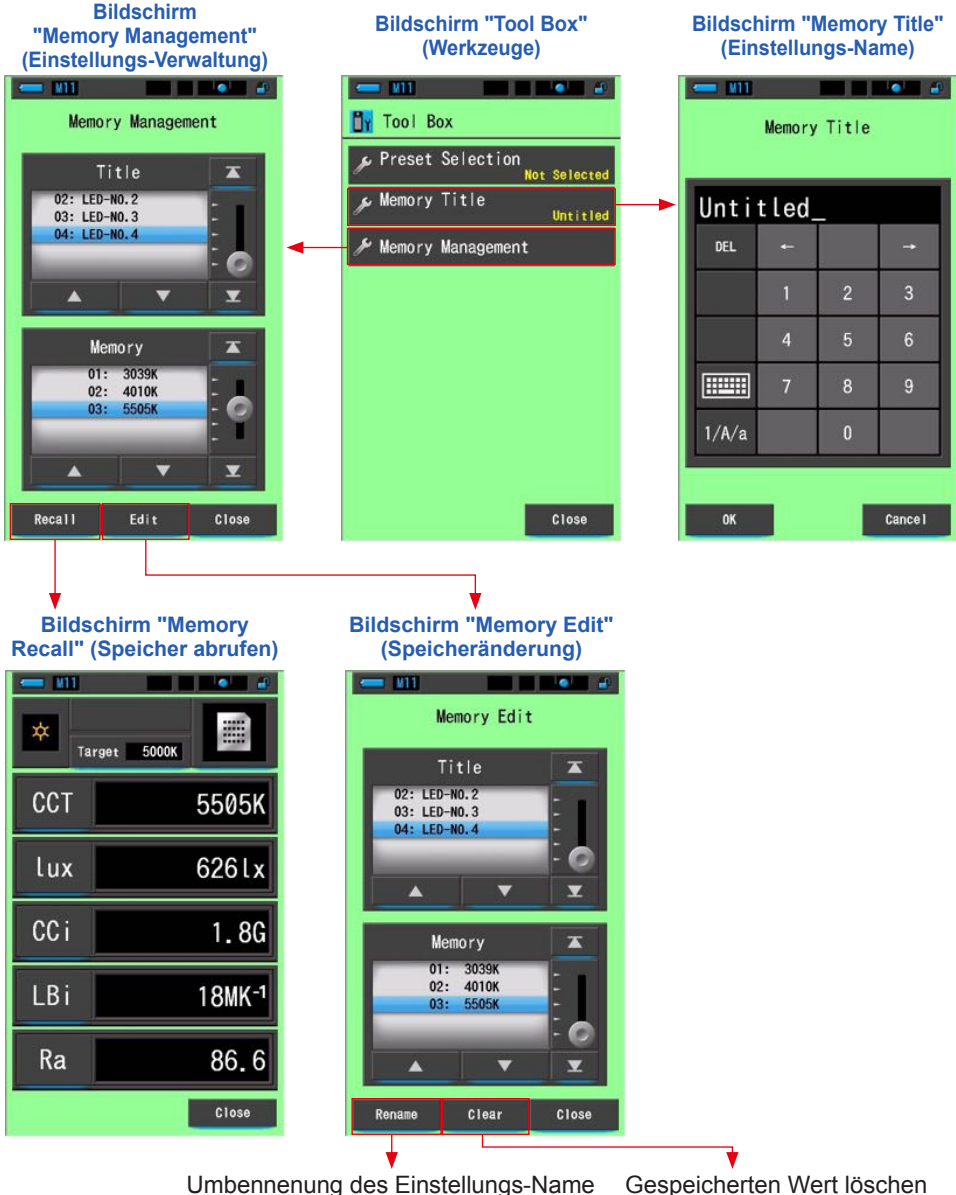 Bildschirm
"Memory Management"
(Einstellungs-Verwaltung)
M11
Memory Management
Title
02: LED-NO.2
03: LED-NO.3
04: LED-NO.4
Memory
01: 3039K
02: 4010K
03: 5505K
Recall Edit Close
Bildschirm "Tool Box"
(Werkzeuge)
M11
Tool Box
Preset Selection
Not Selected
Memory Title
Untitled
Memory Management
Close
Bildschirm "Memory Title"
(Einstellungs-Name)
M11
Memory Title
Untitled_
DEL ← →
1 2 3
4 5 6
7 8 9
1/A/a 0
OK Cancel
Bildschirm "Memory
Recall" (Speicher abrufen)
M11
Target 5000K
CCT 5505K
lux 626lx
CCi 1.8G
LBi 18MK-1
Ra 86.6
Close
Bildschirm "Memory Edit"
(Speicheränderung)
M11
Memory Edit
Title
02: LED-NO.2
03: LED-NO.3
04: LED-NO.4
Memory
01: 3039K
02: 4010K
03: 5505K
Rename Clear Close
Umbennenung des Einstellungs-Name
Gespeicherten Wert löschen